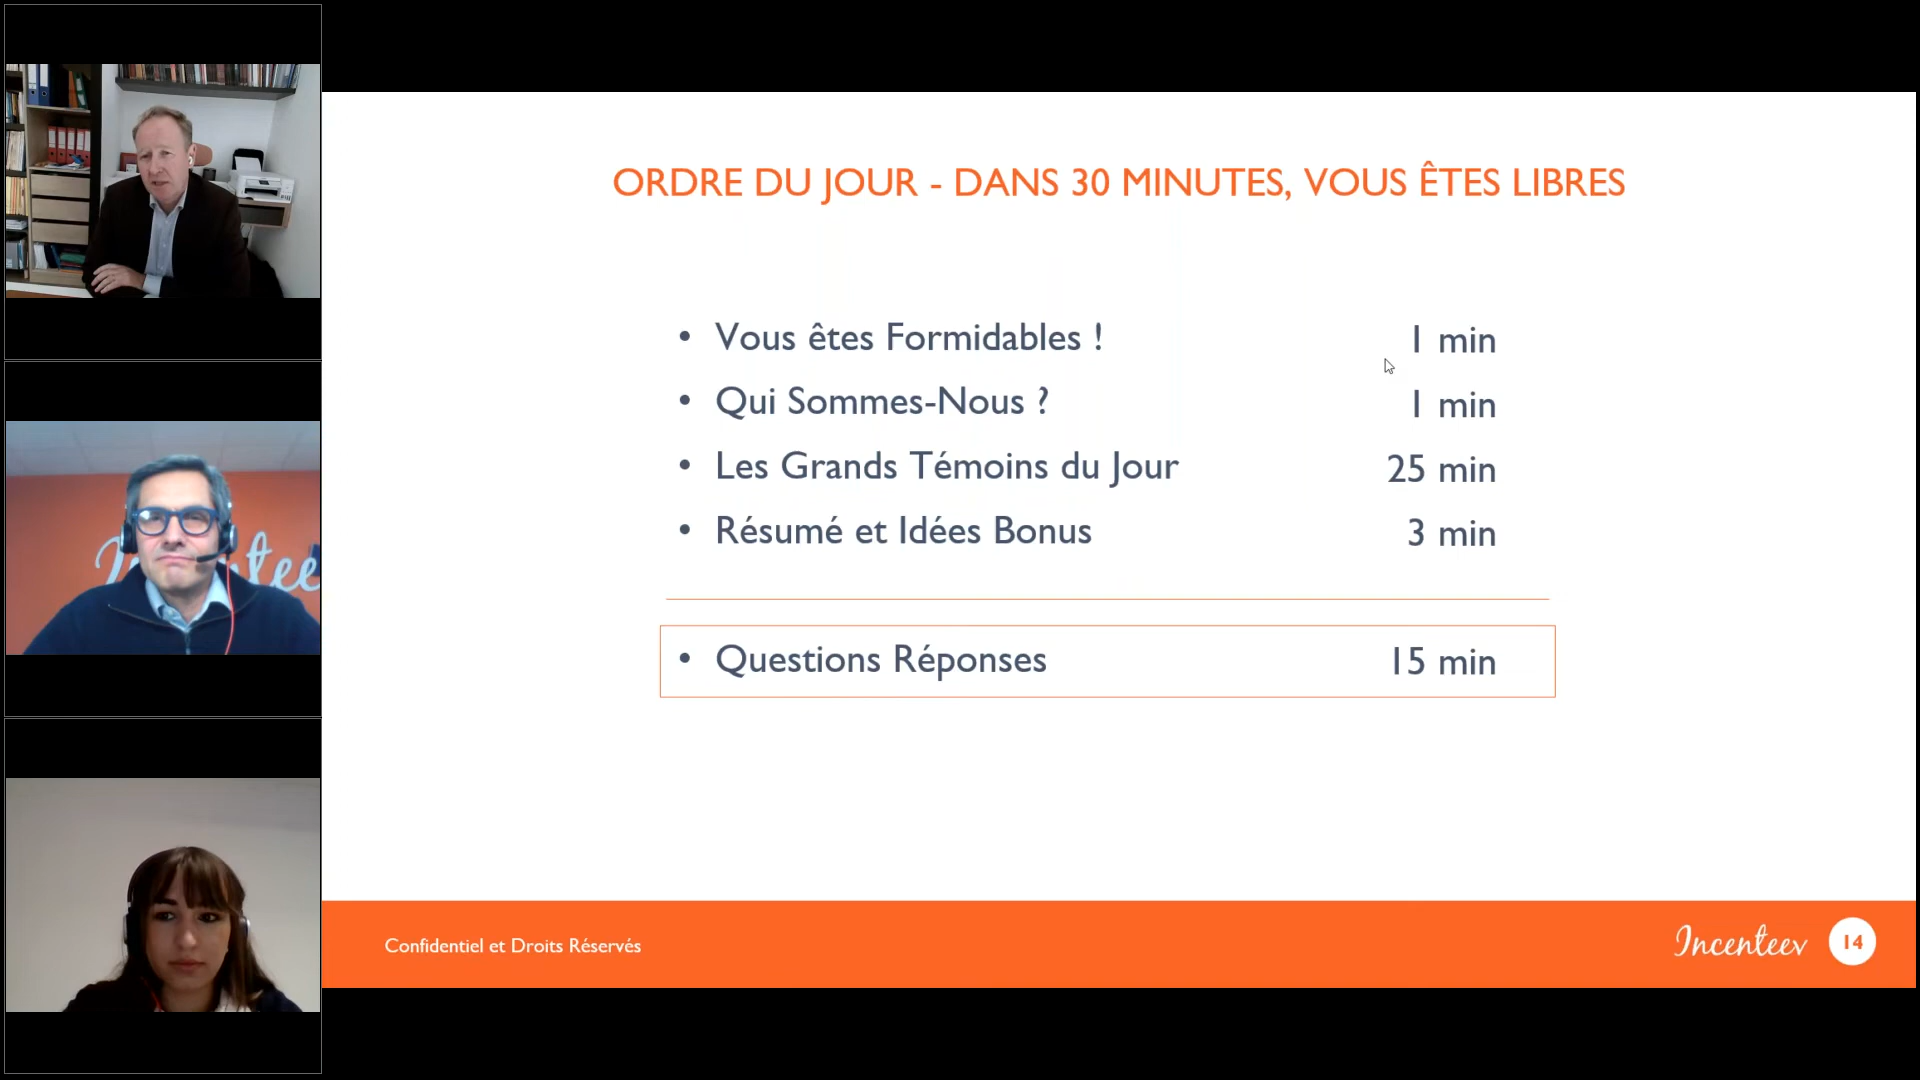 ORDRE DU JOUR - DANS 30 MINUTES, VOUS ÊTES LIBRES
• Vous êtes Formidables ! 1 min
• Qui Sommes-Nous ? 1 min
• Les Grands Témoins du Jour 25 min
• Résumé et Idées Bonus 3 min
• Questions Réponses 15 min
Confidentiel et Droits Réservés
Incenteev 14